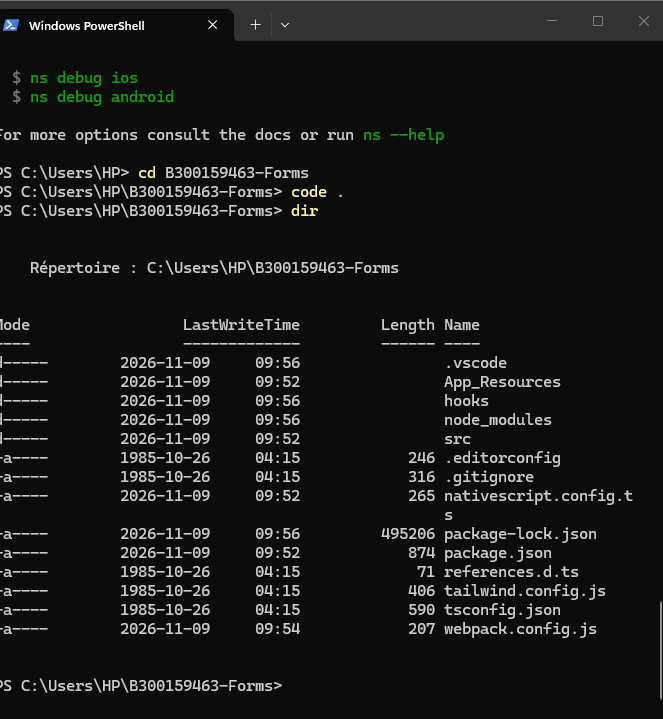 Windows PowerShell
$ ns debug ios
$ ns debug android
For more options consult the docs or run ns --help
PS C:\Users\HP> cd B300159463-Forms
PS C:\Users\HP\B300159463-Forms> code .
PS C:\Users\HP\B300159463-Forms> dir
Répertoire : C:\Users\HP\B300159463-Forms
Mode LastWriteTime Length Name
---- ------------- ------ ----
d----- 2026-11-09 09:56 .vscode
d----- 2026-11-09 09:52 App_Resources
d----- 2026-11-09 09:56 hooks
d----- 2026-11-09 09:56 node_modules
d----- 2026-11-09 09:52 src
-a---- 1985-10-26 04:15 246 .editorconfig
-a---- 1985-10-26 04:15 316 .gitignore
-a---- 2026-11-09 09:52 265 nativescript.config.t
s
-a---- 2026-11-09 09:56 495206 package-lock.json
-a---- 2026-11-09 09:52 874 package.json
-a---- 1985-10-26 04:15 71 references.d.ts
-a---- 1985-10-26 04:15 406 tailwind.config.js
-a---- 1985-10-26 04:15 590 tsconfig.json
-a---- 2026-11-09 09:54 207 webpack.config.js
PS C:\Users\HP\B300159463-Forms>